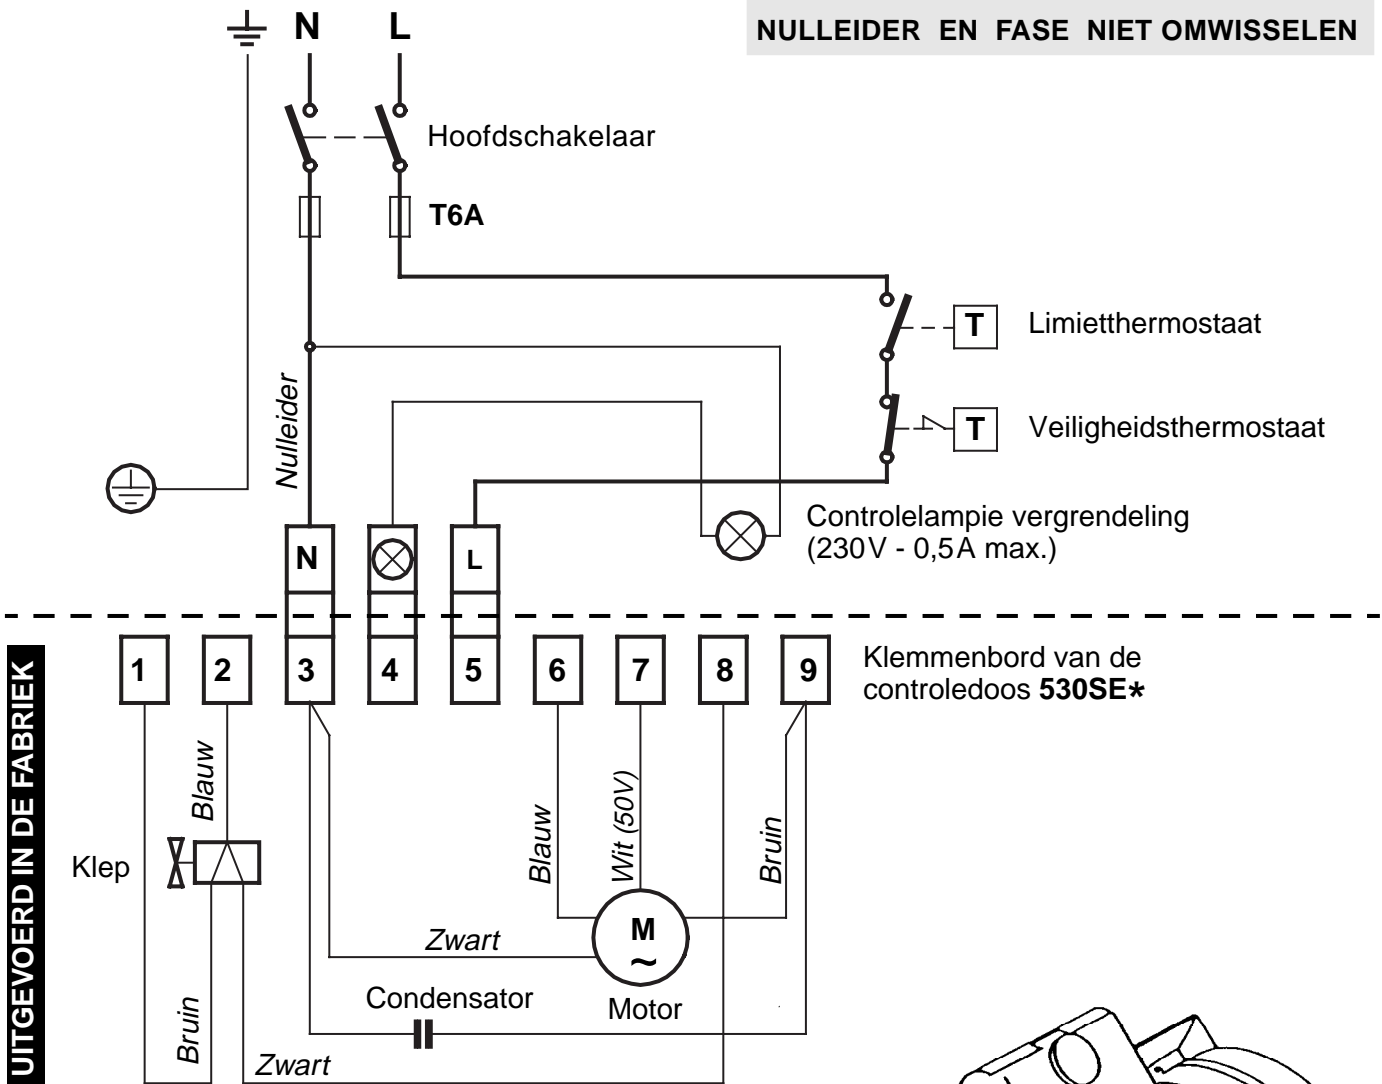 N L
NULLEIDER EN FASE NIET OMWISSELEN
Hoofdschakelaar
T6A
T Limietthermostaat
Nulleider
T Veiligheidsthermostaat
Controlelampie vergrendeling
(230V - 0,5A max.)
N L
1 2 3 4 5 6 7 8 9
Klemmenbord van de
controledoos 530SE*
UITGEVOERD IN DE FABRIEK
Blauw
Blauw
Wit (50V)
Bruin
Klep
Zwart
M
~
Motor
Condensator
Bruin
Zwart